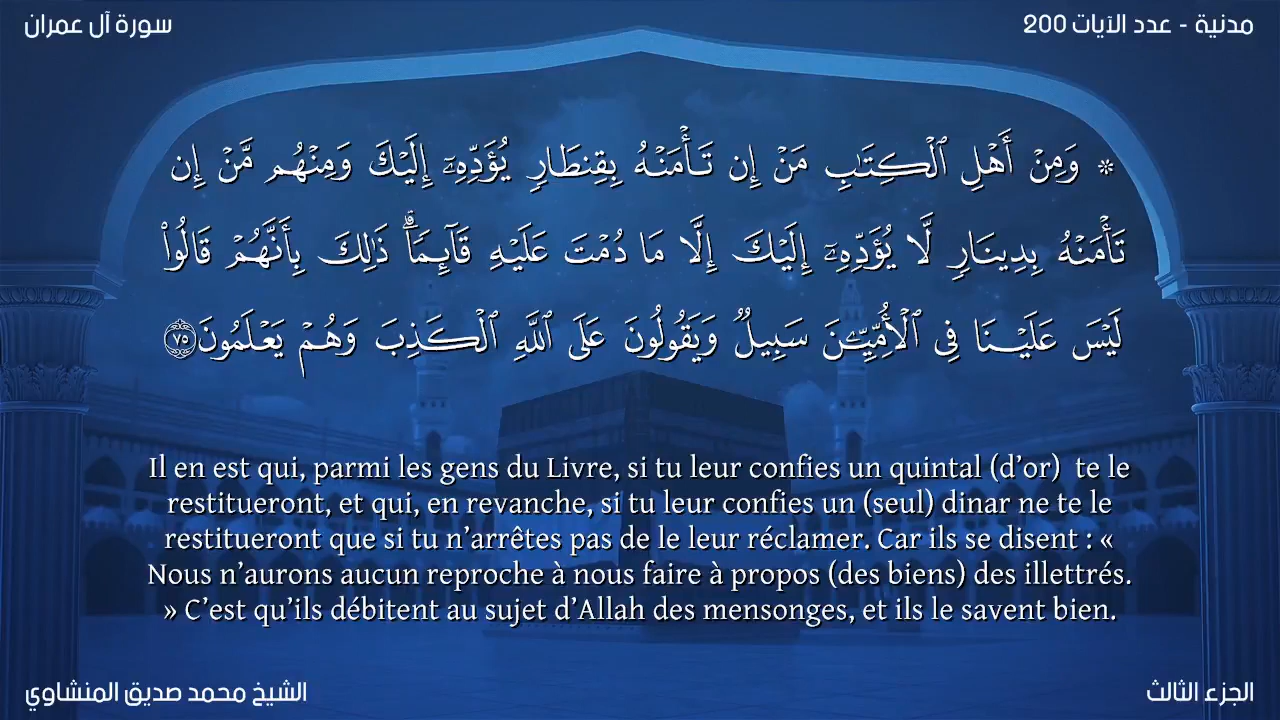 سورة آل عمران
مدنية - عدد الآيات 200
۞ وَمِنۡ أَهۡلِ ٱلۡكِتَٰبِ مَنۡ إِن تَأۡمَنۡهُ بِقِنطَارٖ يُؤَدِّهِۦٓ إِلَيۡكَ وَمِنۡهُم مَّنۡ إِن
تَأۡمَنۡهُ بِدِينَارٖ لَّا يُؤَدِّهِۦٓ إِلَيۡكَ إِلَّا مَا دُمۡتَ عَلَيۡهِ قَآئِمٗاۗ ذَٰلِكَ بِأَنَّهُمۡ قَالُواْ
لَيۡسَ عَلَيۡنَا فِي ٱلۡأُمِّيِّـۧنَ سَبِيلٞ وَيَقُولُونَ عَلَى ٱللَّهِ ٱلۡكَذِبَ وَهُمۡ يَعۡلَمُونَ ٧٥
Il en est qui, parmi les gens du Livre, si tu leur confies un quintal (d’or)  te le
restitueront, et qui, en revanche, si tu leur confies un (seul) dinar ne te le
restitueront que si tu n’arrêtes pas de le leur réclamer. Car ils se disent : «
Nous n’aurons aucun reproche à nous faire à propos (des biens) des illettrés.
» C’est qu’ils débitent au sujet d’Allah des mensonges, et ils le savent bien.
الشيخ محمد صديق المنشاوي
الجزء الثالث